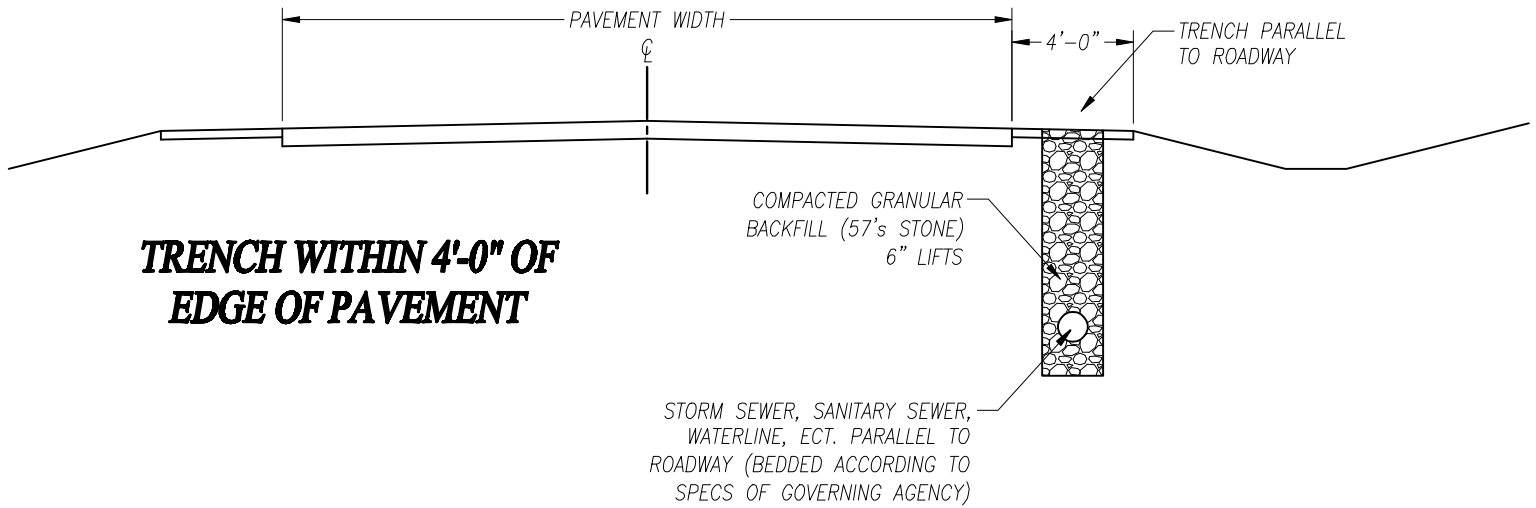 PAVEMENT WIDTH
℄
4'-0"
TRENCH PARALLEL
TO ROADWAY
COMPACTED GRANULAR
BACKFILL (57's STONE)
6" LIFTS
TRENCH WITHIN 4'-0" OF
EDGE OF PAVEMENT
STORM SEWER, SANITARY SEWER,
WATERLINE, ECT. PARALLEL TO
ROADWAY (BEDDED ACCORDING TO
SPECS OF GOVERNING AGENCY)